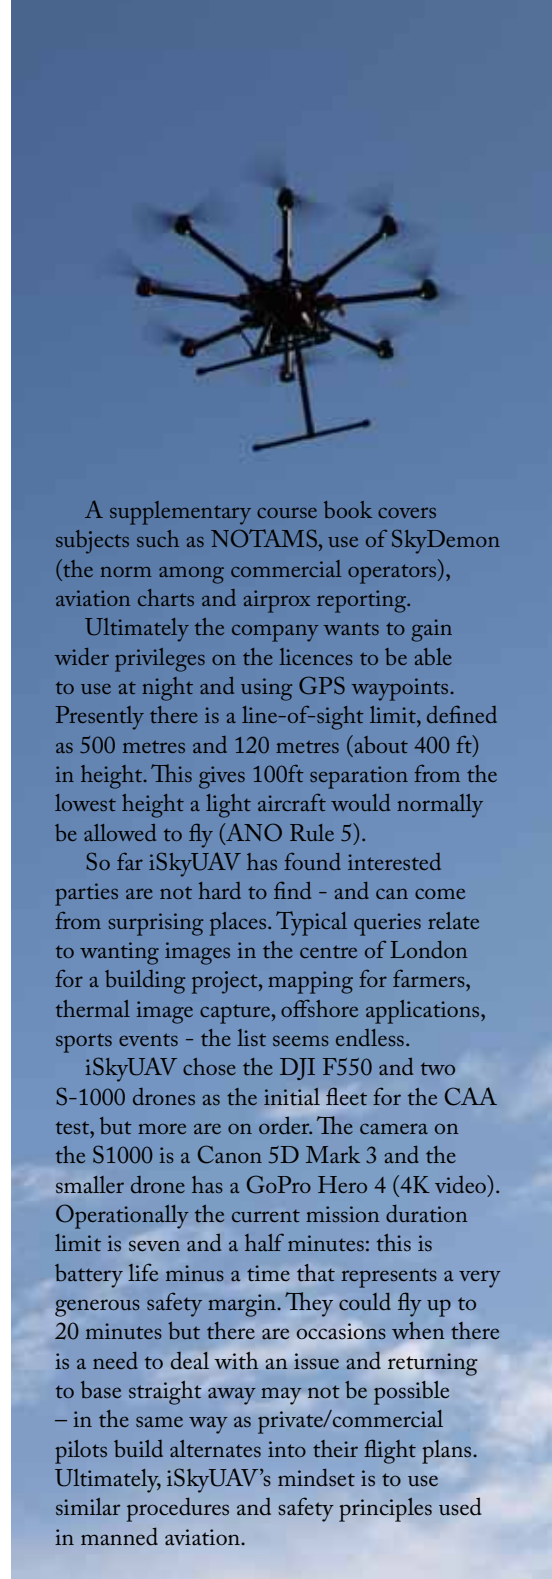 A supplementary course book covers
subjects such as NOTAMS, use of SkyDemon
(the norm among commercial operators),
aviation charts and airprox reporting.
Ultimately the company wants to gain
wider privileges on the licences to be able
to use at night and using GPS waypoints.
Presently there is a line-of-sight limit, defined
as 500 metres and 120 metres (about 400 ft)
in height. This gives 100ft separation from the
lowest height a light aircraft would normally
be allowed to fly (ANO Rule 5).
So far iSkyUAV has found interested
parties are not hard to find - and can come
from surprising places. Typical queries relate
to wanting images in the centre of London
for a building project, mapping for farmers,
thermal image capture, offshore applications,
sports events - the list seems endless.
iSkyUAV chose the DJI F550 and two
S-1000 drones as the initial fleet for the CAA
test, but more are on order. The camera on
the S1000 is a Canon 5D Mark 3 and the
smaller drone has a GoPro Hero 4 (4K video).
Operationally the current mission duration
limit is seven and a half minutes: this is
battery life minus a time that represents a very
generous safety margin. They could fly up to
20 minutes but there are occasions when there
is a need to deal with an issue and returning
to base straight away may not be possible
– in the same way as private/commercial
pilots build alternates into their flight plans.
Ultimately, iSkyUAV's mindset is to use
similar procedures and safety principles used
in manned aviation.